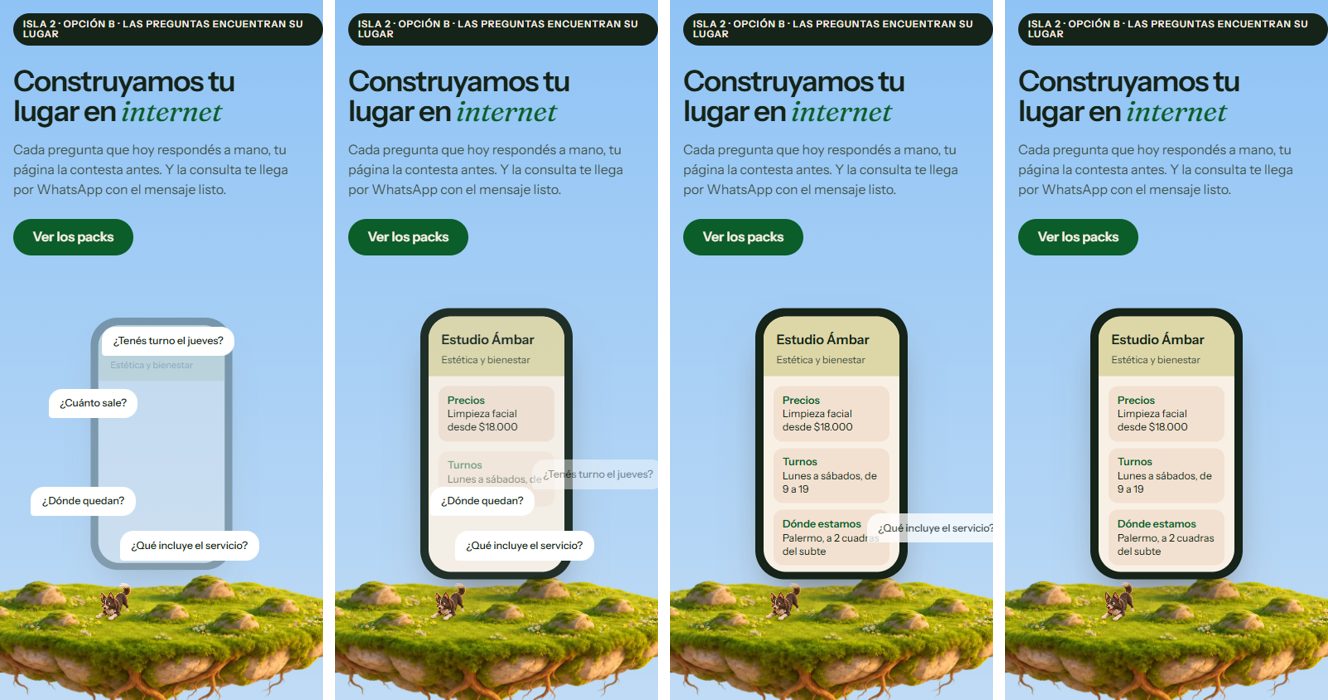 ISLA 2 · OPCIÓN B · LAS PREGUNTAS ENCUENTRAN SU
LUGAR
Construyamos tu
lugar en internet
Cada pregunta que hoy respondés a mano, tu
página la contesta antes. Y la consulta te llega
por WhatsApp con el mensaje listo.
Ver los packs
¿Tenés turno el jueves?
Estética y bienestar
¿Cuánto sale?
¿Dónde quedan?
¿Qué incluye el servicio?
ISLA 2 · OPCIÓN B · LAS PREGUNTAS ENCUENTRAN SU
LUGAR
Construyamos tu
lugar en internet
Cada pregunta que hoy respondés a mano, tu
página la contesta antes. Y la consulta te llega
por WhatsApp con el mensaje listo.
Ver los packs
Estudio Ámbar
Estética y bienestar
Precios
Limpieza facial
desde $18.000
Turnos
Lunes a sábados, de
¿Tenés turno el jueves?
¿Dónde quedan?
¿Qué incluye el servicio?
ISLA 2 · OPCIÓN B · LAS PREGUNTAS ENCUENTRAN SU
LUGAR
Construyamos tu
lugar en internet
Cada pregunta que hoy respondés a mano, tu
página la contesta antes. Y la consulta te llega
por WhatsApp con el mensaje listo.
Ver los packs
Estudio Ámbar
Estética y bienestar
Precios
Limpieza facial
desde $18.000
Turnos
Lunes a sábados, de
9 a 19
Dónde estamos
Palermo, a 2 cuadras
del subte
¿Qué incluye el servicio?
ISLA 2 · OPCIÓN B · LAS PREGUNTAS ENCUENTRAN SU
LUGAR
Construyamos tu
lugar en internet
Cada pregunta que hoy respondés a mano, tu
página la contesta antes. Y la consulta te llega
por WhatsApp con el mensaje listo.
Ver los packs
Estudio Ámbar
Estética y bienestar
Precios
Limpieza facial
desde $18.000
Turnos
Lunes a sábados, de
9 a 19
Dónde estamos
Palermo, a 2 cuadras
del subte